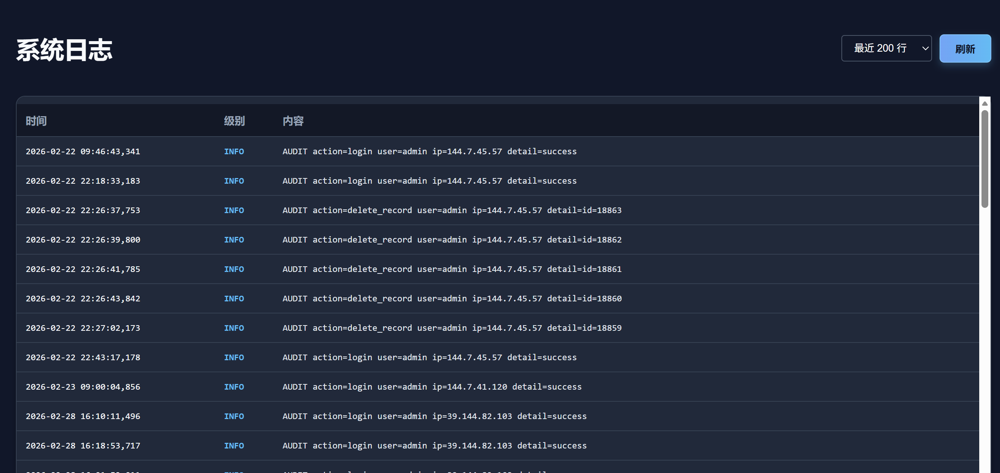 系统日志
最近 200 行
刷新
时间 级别 内容
2026-02-22 09:46:43,341 INFO AUDIT action=login user=admin ip=144.7.45.57 detail=success
2026-02-22 22:18:33,183 INFO AUDIT action=login user=admin ip=144.7.45.57 detail=success
2026-02-22 22:26:37,753 INFO AUDIT action=delete_record user=admin ip=144.7.45.57 detail=id=18863
2026-02-22 22:26:39,800 INFO AUDIT action=delete_record user=admin ip=144.7.45.57 detail=id=18862
2026-02-22 22:26:41,785 INFO AUDIT action=delete_record user=admin ip=144.7.45.57 detail=id=18861
2026-02-22 22:26:43,842 INFO AUDIT action=delete_record user=admin ip=144.7.45.57 detail=id=18860
2026-02-22 22:27:02,173 INFO AUDIT action=delete_record user=admin ip=144.7.45.57 detail=id=18859
2026-02-22 22:43:17,178 INFO AUDIT action=login user=admin ip=144.7.45.57 detail=success
2026-02-23 09:00:04,856 INFO AUDIT action=login user=admin ip=144.7.41.120 detail=success
2026-02-28 16:10:11,496 INFO AUDIT action=login user=admin ip=39.144.82.103 detail=success
2026-02-28 16:18:53,717 INFO AUDIT action=login user=admin ip=39.144.82.103 detail=success